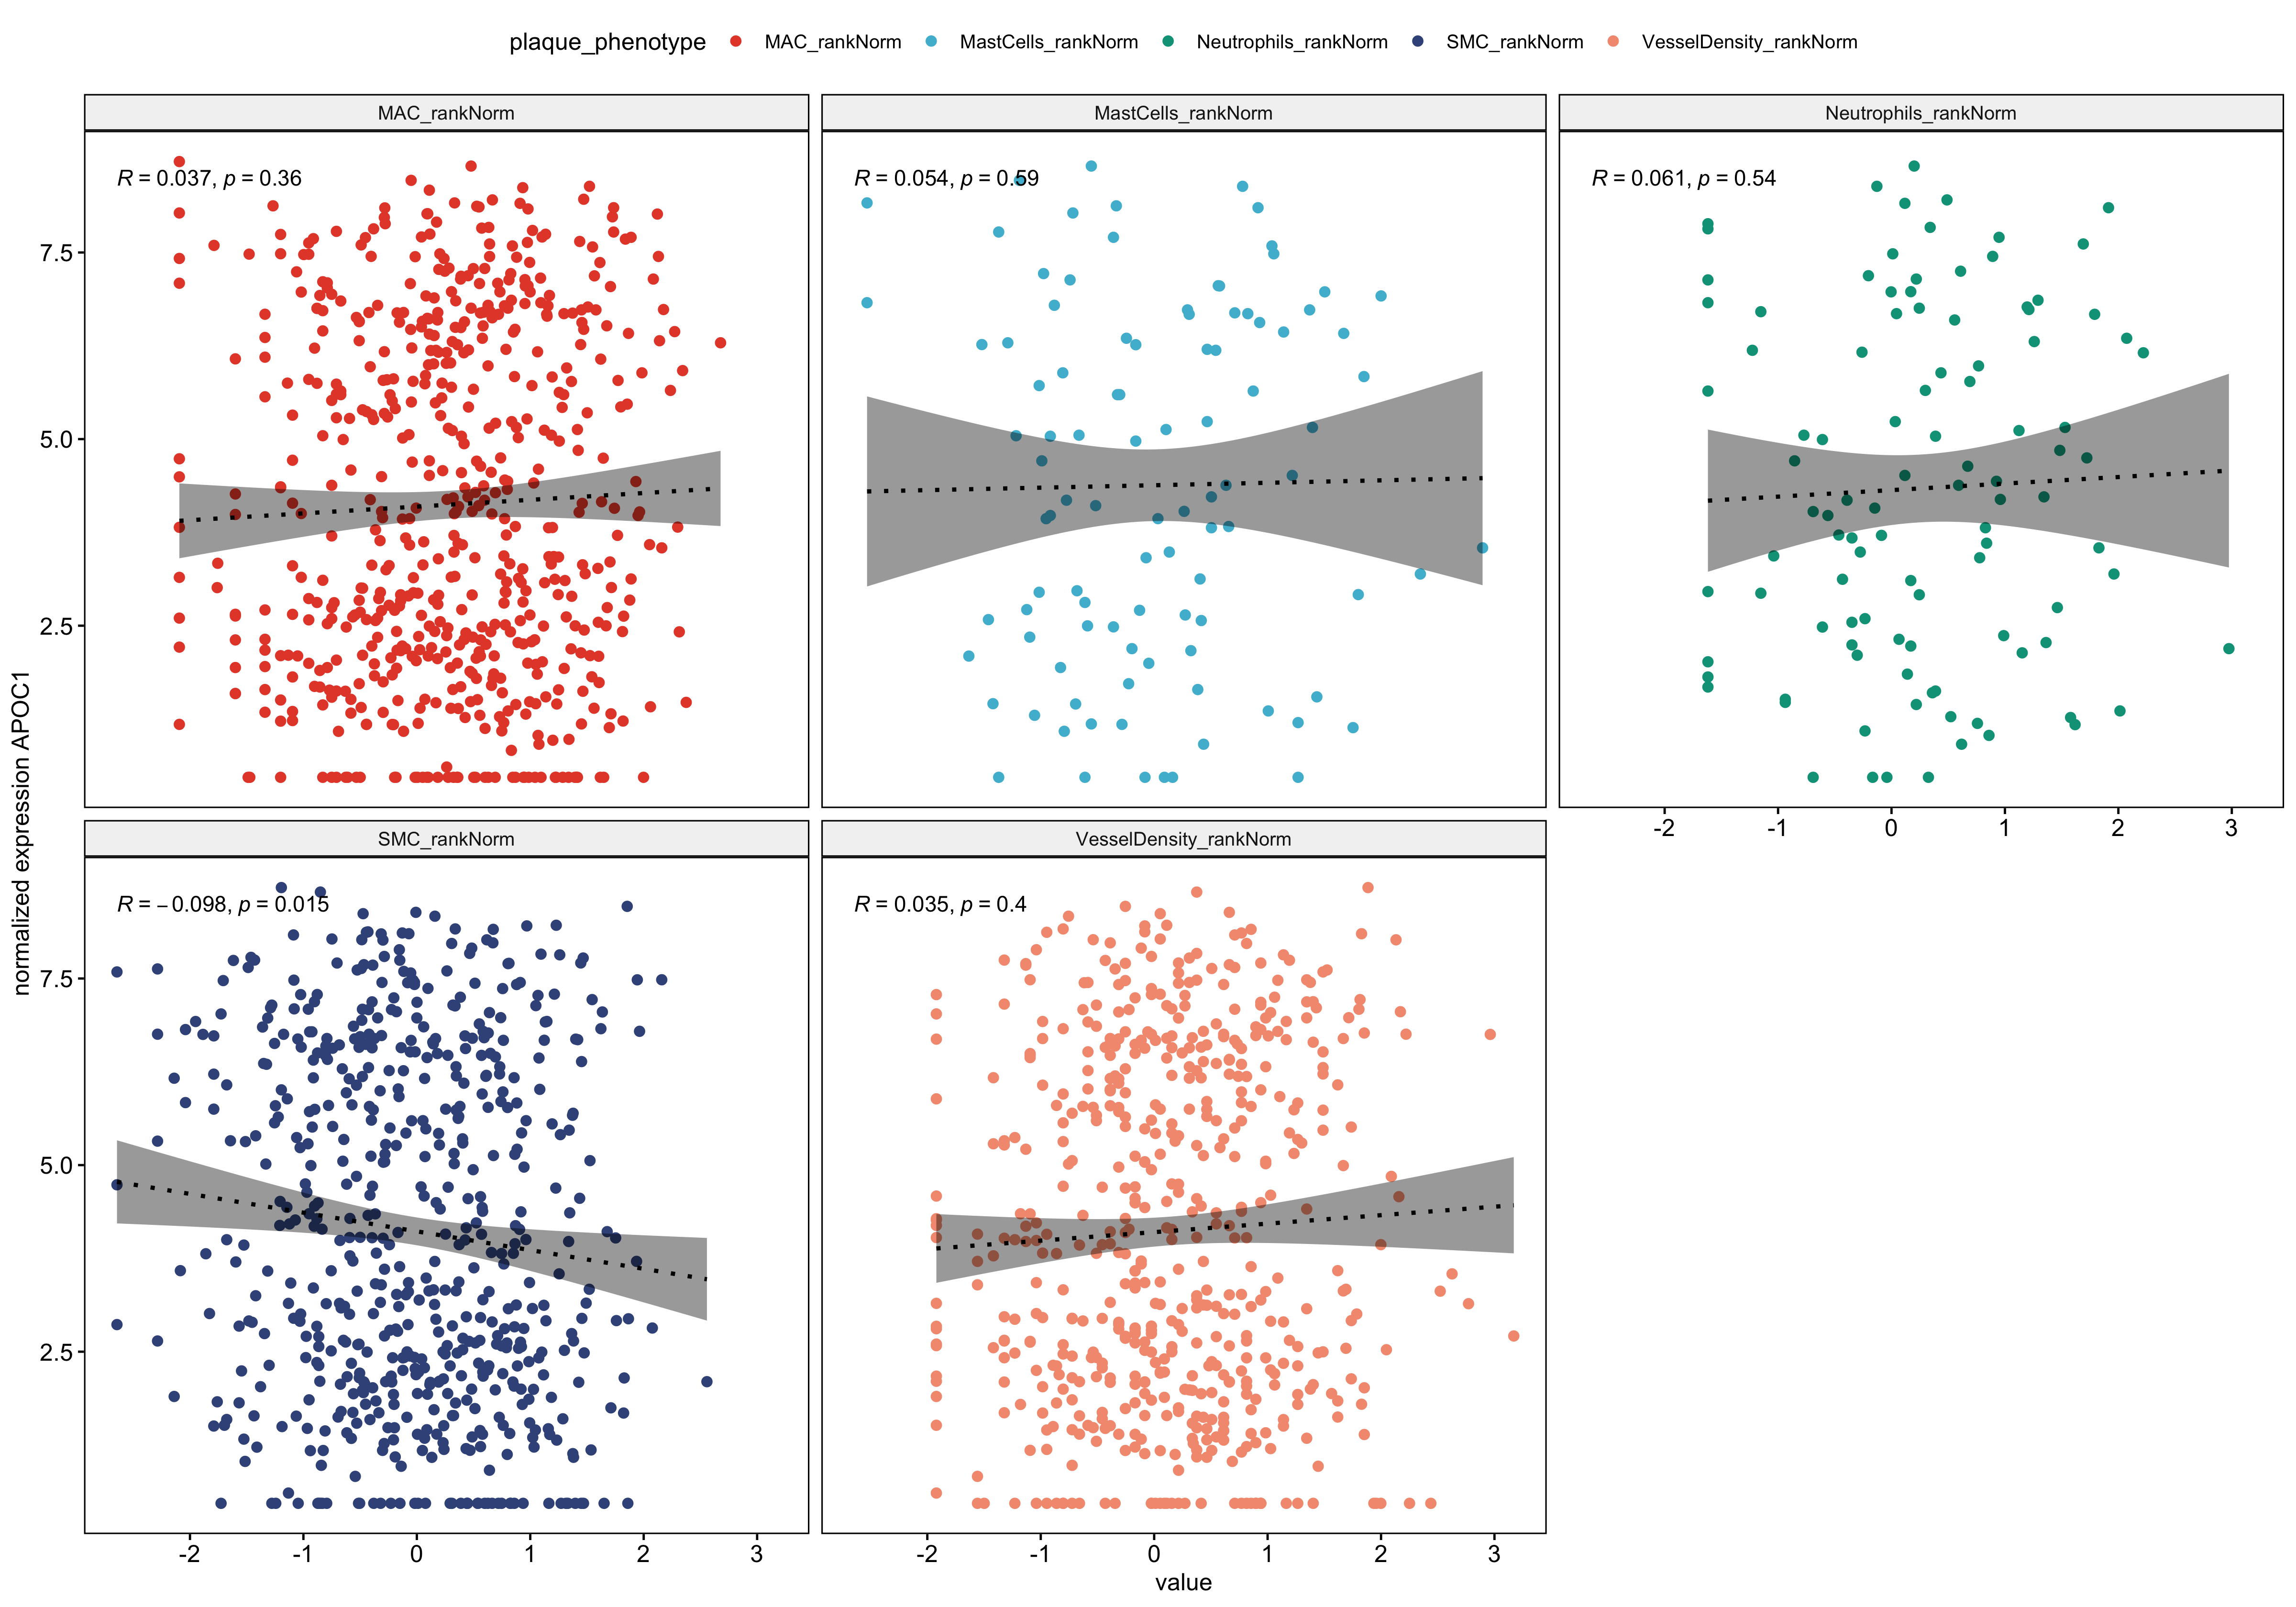 plaque_phenotype MAC_rankNorm MastCells_rankNorm Neutrophils_rankNorm SMC_rankNorm VesselDensity_rankNorm
MAC_rankNorm
MastCells_rankNorm
Neutrophils_rankNorm
R = 0.037, p = 0.36
R = 0.054, p = 0.59
R = 0.061, p = 0.54
7.5
5.0
2.5
-2 -1 0 1 2 3
SMC_rankNorm
VesselDensity_rankNorm
R = −0.098, p = 0.015
R = 0.035, p = 0.4
7.5
5.0
2.5
-2 -1 0 1 2 3
-2 -1 0 1 2 3
value
normalized expression APOC1